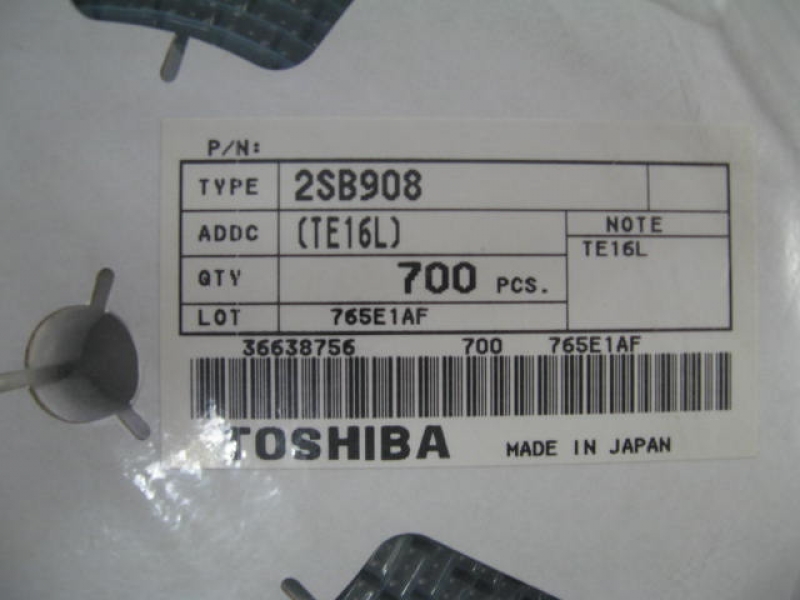 P/N:
TYPE 2SB908
ADDC (TE16L) NOTE
TE16L
QTY 700 PCS.
LOT 765E1AF
36638756 700 765E1AF
TOSHIBA MADE IN JAPAN